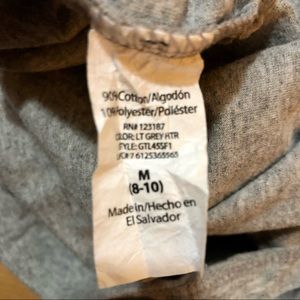 90%Cotton/Algodón
10%Polyester/Poliéster
RN# 123187
COLOR: LT GREY HTR
STYLE: GTL455F1
M
(8-10)
Made in/Hecho en
El Salvador